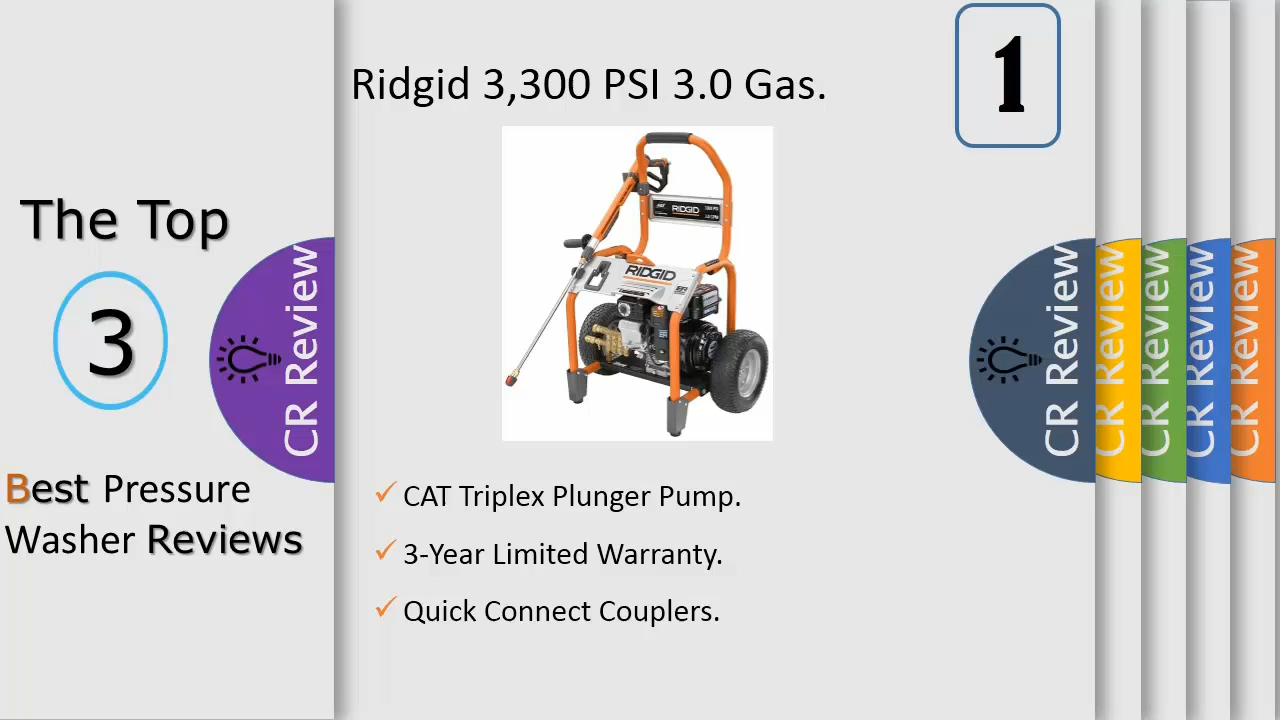 The Top
3
Best Pressure
Washer Reviews
CR Review
Ridgid 3,300 PSI 3.0 Gas.
1
RIDGID
RIDGID
CAT Triplex Plunger Pump.
3-Year Limited Warranty.
Quick Connect Couplers.
CR Review
CR Review
CR Review
CR Review
CR Review